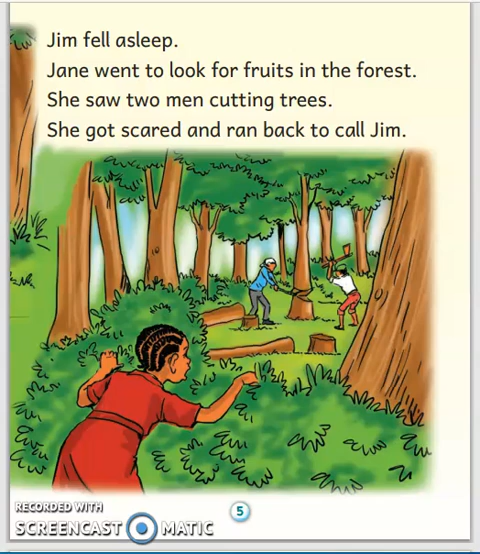 Jim fell asleep.
Jane went to look for fruits in the forest.
She saw two men cutting trees.
She got scared and ran back to call Jim.
5
RECORDED WITH
SCREENCAST MATIC